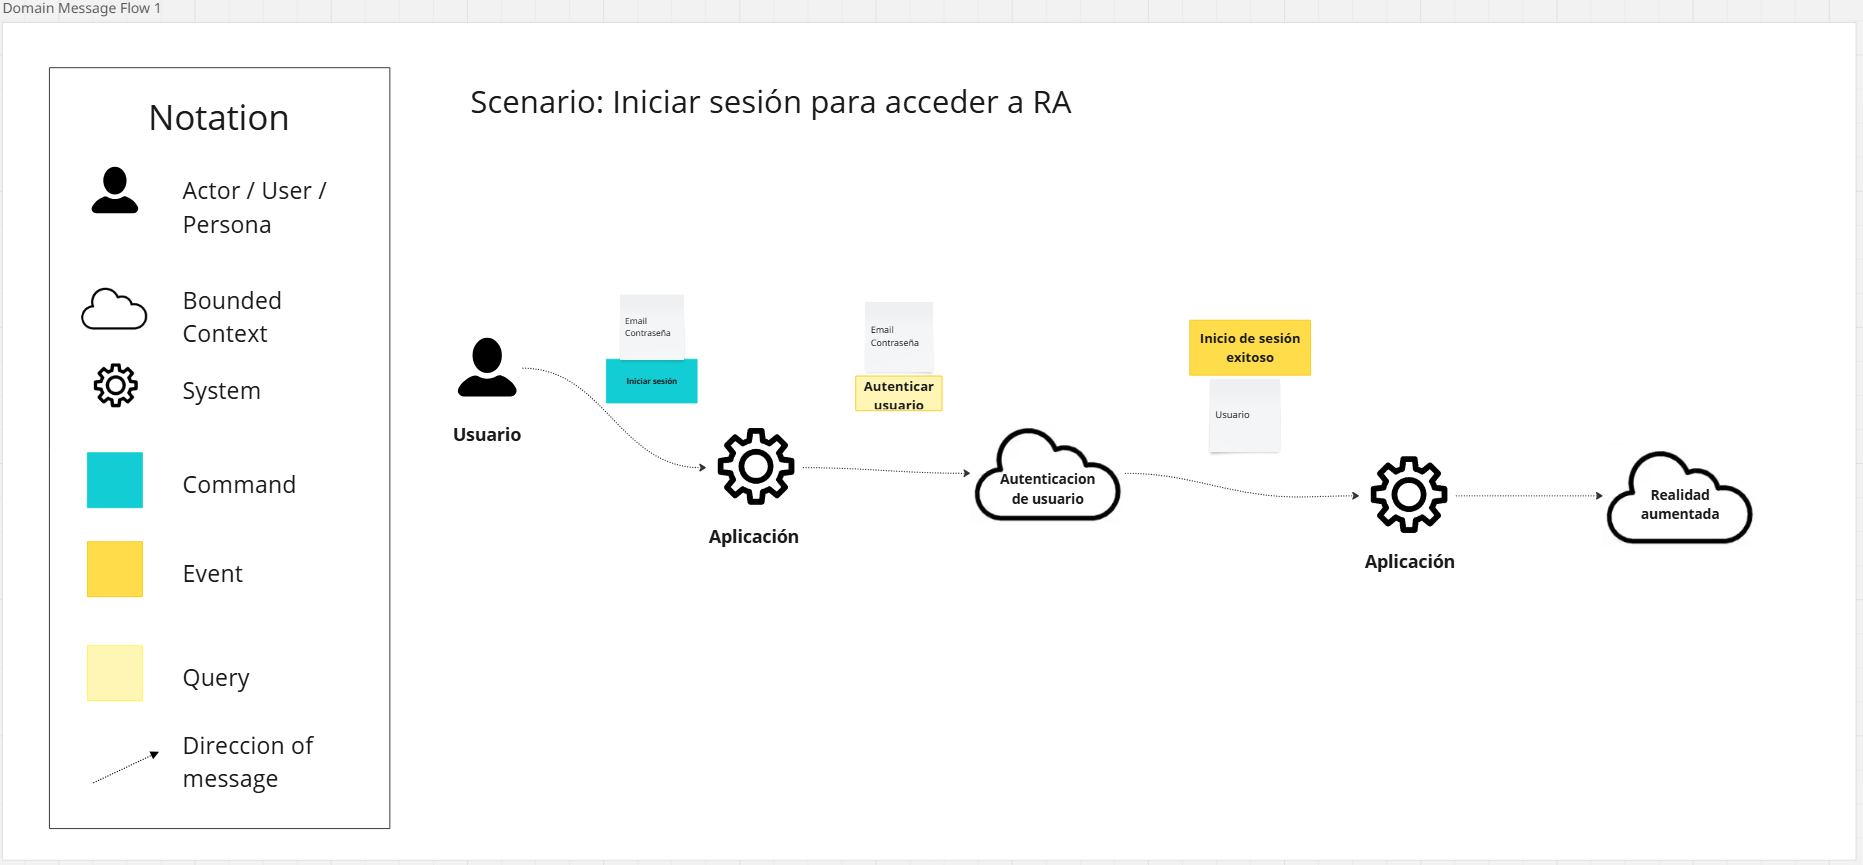 Domain Message Flow 1
Notation
Actor / User /
Persona
Bounded
Context
System
Command
Event
Query
Direccion of
message
Scenario: Iniciar sesión para acceder a RA
Usuario
Email
Contraseña
Iniciar sesión
Aplicación
Email
Contraseña
Autenticar
usuario
Autenticacion
de usuario
Inicio de sesión
exitoso
Usuario
Aplicación
Realidad
aumentada